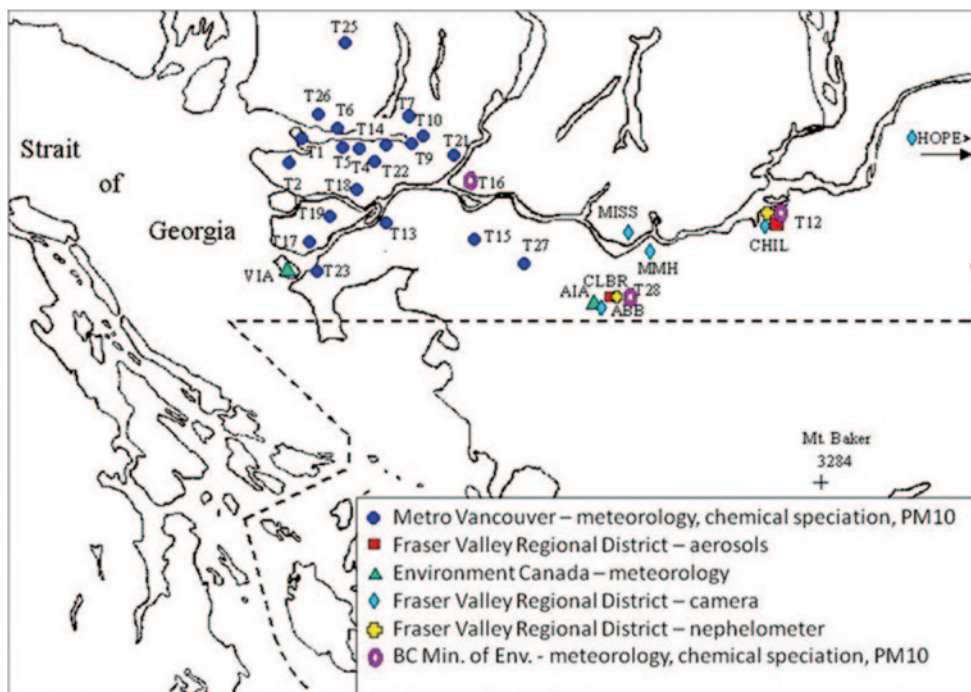 T25
T26
T6
T7
T14
T10
Strait
T1
T5
T4
T22
T9
T21
HOPE>
of
T2
T18
T16
Georgia
T19
T13
MISS
T12
T17
T15
T27
CHIL
VIA
T23
MMH
CLBR
AIA
T28
ABB
Mt. Baker
3284
Metro Vancouver – meteorology, chemical speciation, PM10
Fraser Valley Regional District – aerosols
Environment Canada – meteorology
Fraser Valley Regional District – camera
Fraser Valley Regional District – nephelometer
BC Min. of Env. - meteorology, chemical speciation, PM10